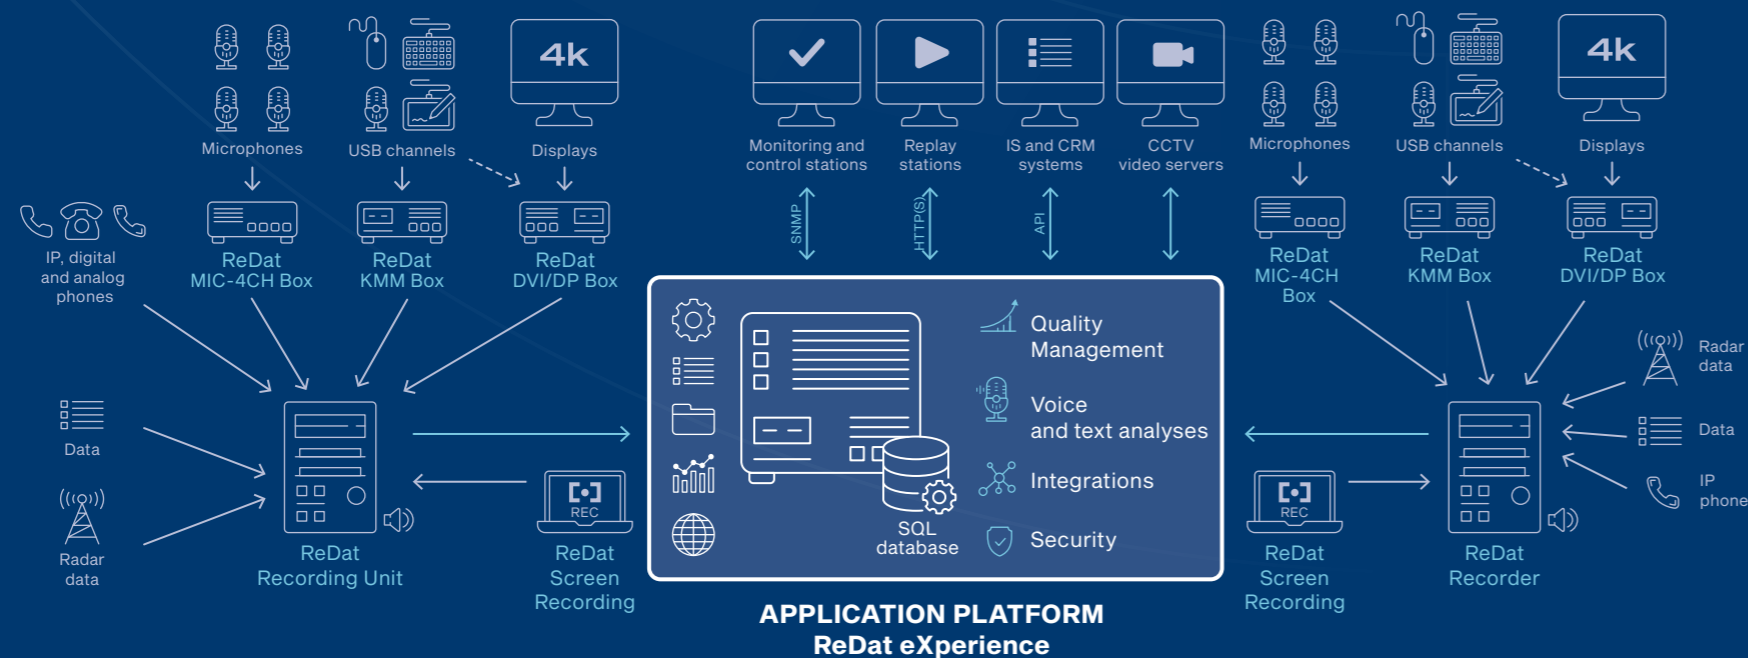 4k
Microphones
USB channels
Displays
IP, digital
and analog
phones
ReDat
MIC-4CH Box
ReDat
KMM Box
ReDat
DVI/DP Box
Data
Radar
data
ReDat
Recording Unit
REC
ReDat
Screen
Recording
Monitoring and
control stations
Replay
stations
IS and CRM
systems
CCTV
video servers
SNMP
HTTP(S)
API
Quality
Management
Voice
and text analyses
Integrations
Security
SQL
database
APPLICATION PLATFORM
ReDat eXperience
4k
Microphones
USB channels
Displays
ReDat
MIC-4CH
Box
ReDat
KMM Box
ReDat
DVI/DP Box
Radar
data
Data
IP
phone
REC
ReDat
Screen
Recording
ReDat
Recorder